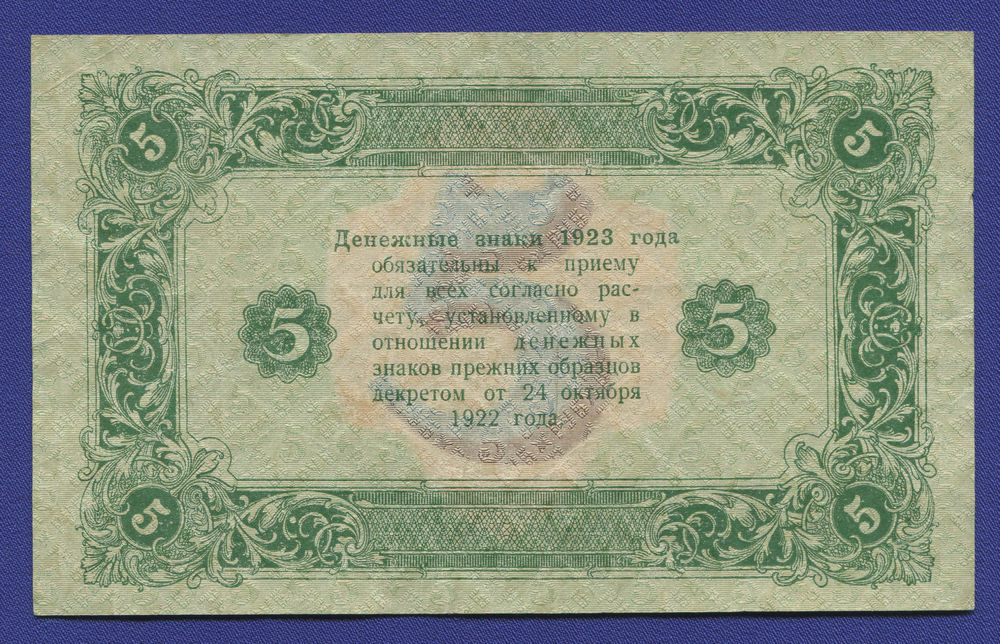 5 5
Денежные знаки 1923 года
обязательны к приему
для всех согласно рас-
чету, установленному в
отношении денежных
знаков прежних образцов
декретом от 24 октября
1922 года.
5 5
5
5 5